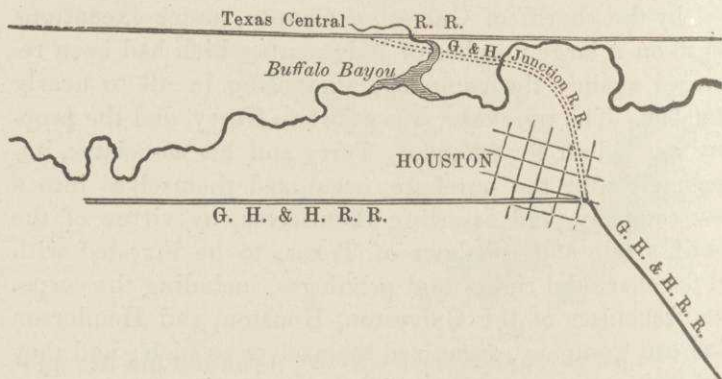 Texas Central R. R.
G. & H. Junction R. R.
Buffalo Bayou
HOUSTON
G. H. & H. R. R.
G. H. & H. R. R.